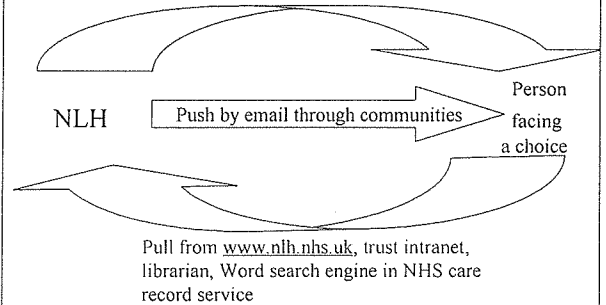 NLH
Push by email through communities
Person
facing
a choice
Pull from www.nlh.nhs.uk, trust intranet,
librarian, Word search engine in NHS care
record service